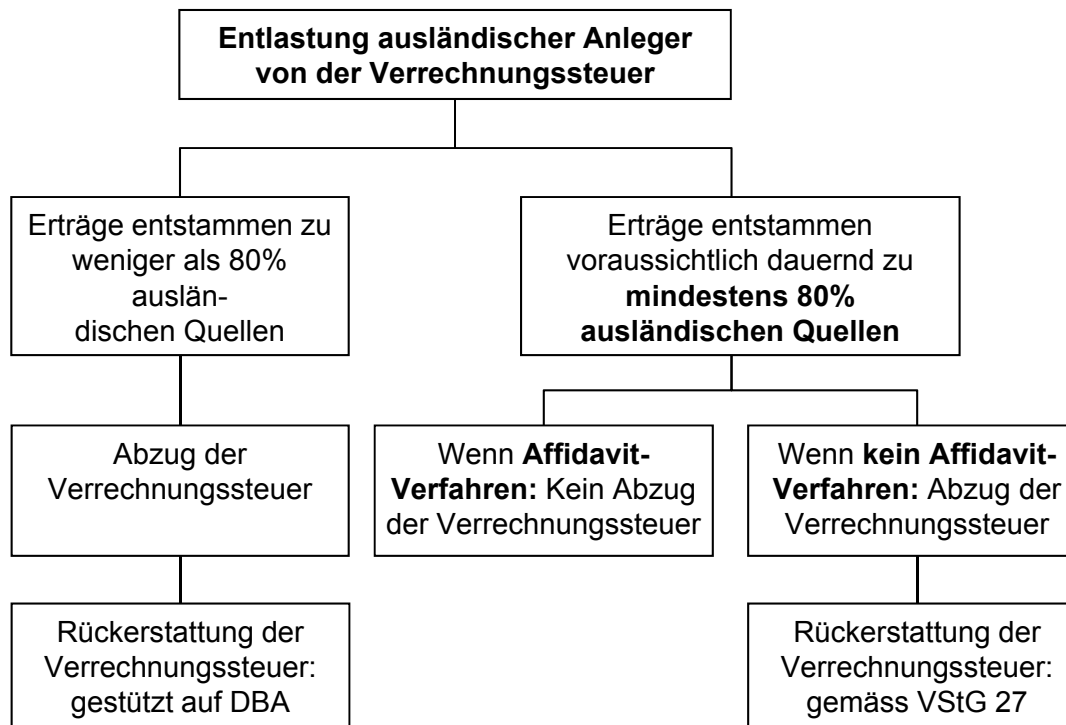 Entlastung ausländischer Anleger
von der Verrechnungssteuer
Erträge entstammen zu
weniger als 80%
auslän-
dischen Quellen
Erträge entstammen
voraussichtlich dauernd zu
mindestens 80%
ausländischen Quellen
Abzug der
Verrechnungssteuer
Wenn Affidavit-
Verfahren: Kein Abzug
der Verrechnungssteuer
Wenn kein Affidavit-
Verfahren: Abzug der
Verrechnungssteuer
Rückerstattung der
Verrechnungssteuer:
gestützt auf DBA
Rückerstattung der
Verrechnungssteuer:
gemäss VStG 27